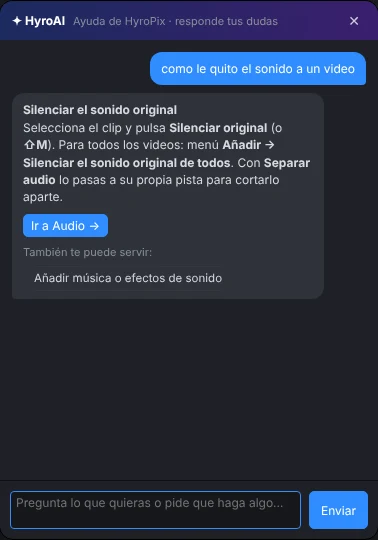 ✦ HyroAI Ayuda de HyroPix · responde tus dudas ✕
como le quito el sonido a un video
Silenciar el sonido original
Selecciona el clip y pulsa Silenciar original (o
⇧M). Para todos los videos: menú Añadir →
Silenciar el sonido original de todos. Con Separar
audio lo pasas a su propia pista para cortarlo
aparte.
Ir a Audio →
También te puede servir:
Añadir música o efectos de sonido
Pregunta lo que quieras o pide que haga algo...
Enviar